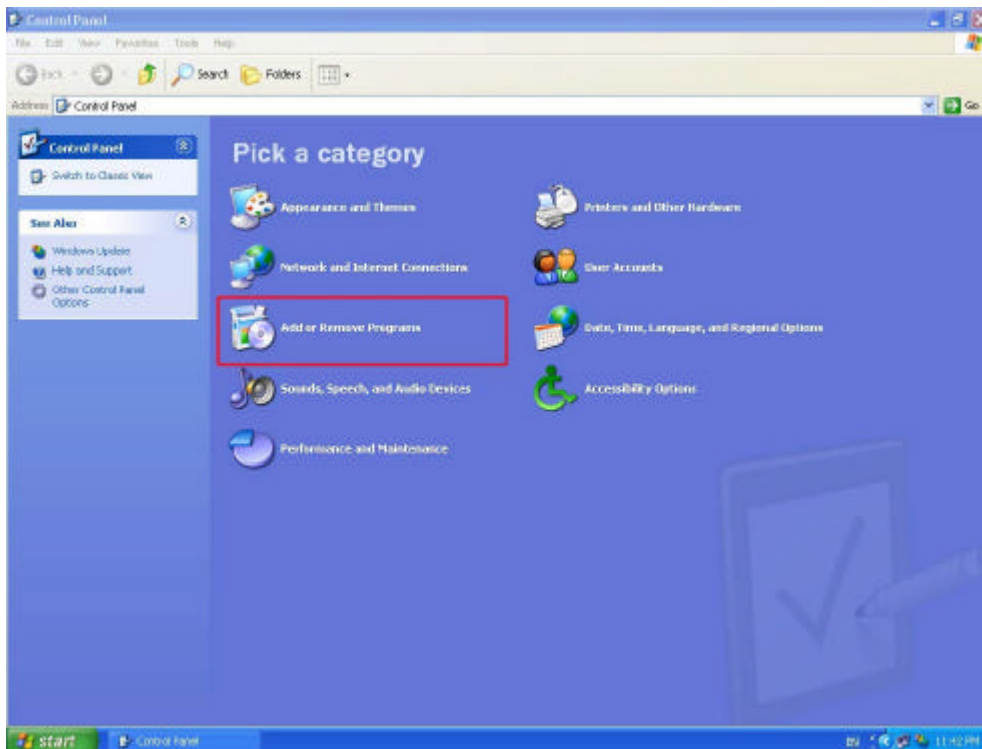 Control Panel
File Edit View Favorites Tools Help
Back Search Folders
Address Control Panel Go
Control Panel
Switch to Classic View
See Also
Windows Update
Help and Support
Other Control Panel
Options
Pick a category
Appearance and Themes
Printers and Other Hardware
Network and Internet Connections
User Accounts
Add or Remove Programs
Date, Time, Language, and Regional Options
Sounds, Speech, and Audio Devices
Accessibility Options
Performance and Maintenance
start Control Panel 11:42 PM